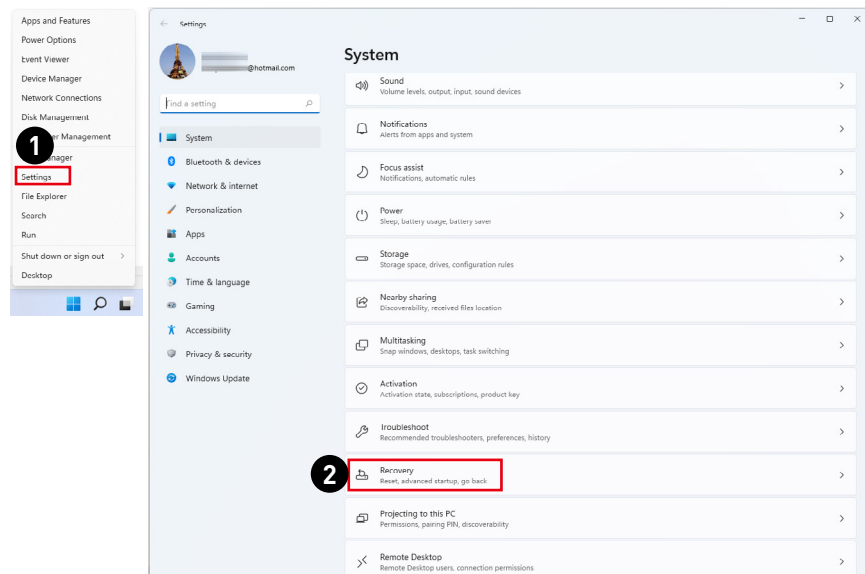 Apps and Features
Power Options
Event Viewer
Device Manager
Network Connections
Disk Management
er Management
anager
1
Settings
File Explorer
Search
Run
Shut down or sign out
Desktop
Settings
@hotmail.com
Find a setting
System
Bluetooth & devices
Network & internet
Personalization
Apps
Accounts
Time & language
Gaming
Accessibility
Privacy & security
Windows Update
System
Sound
Volume levels, output, input, sound devices
Notifications
Alerts from apps and system
Focus assist
Notifications, automatic rules
Power
Sleep, battery usage, battery saver
Storage
Storage space, drives, configuration rules
Nearby sharing
Discoverability, received files location
Multitasking
Snap windows, desktops, task switching
Activation
Activation state, subscriptions, product key
Troubleshoot
Recommended troubleshooters, preferences, history
2
Recovery
Reset, advanced startup, go back
Projecting to this PC
Permissions, pairing PIN, discoverability
Remote Desktop
Remote Desktop users, connection permissions